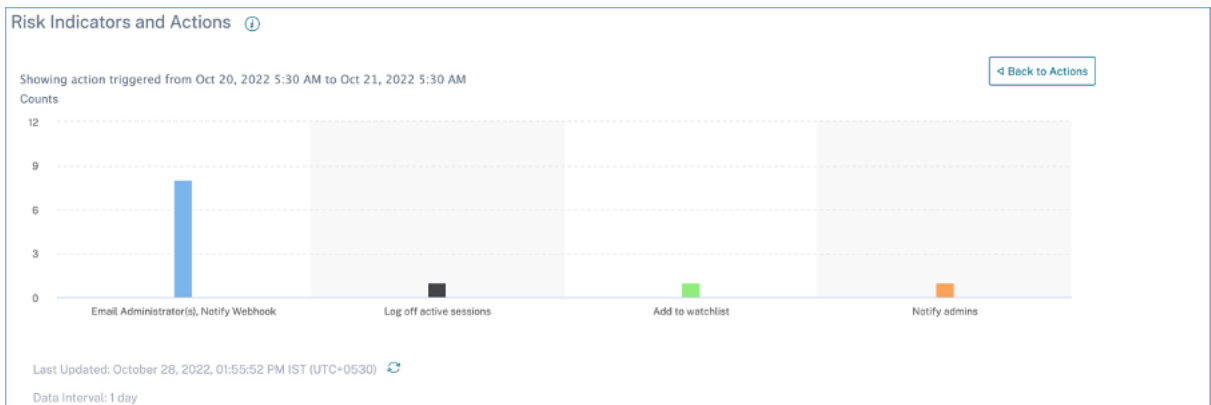 Risk Indicators and Actions
Showing action triggered from Oct 20, 2022 5:30 AM to Oct 21, 2022 5:30 AM
Back to Actions
Counts
12
9
6
3
0
Email Administrator(s), Notify Webhook
Log off active sessions
Add to watchlist
Notify admins
Last Updated: October 28, 2022, 01:55:52 PM IST (UTC+0530)
Data Interval: 1 day